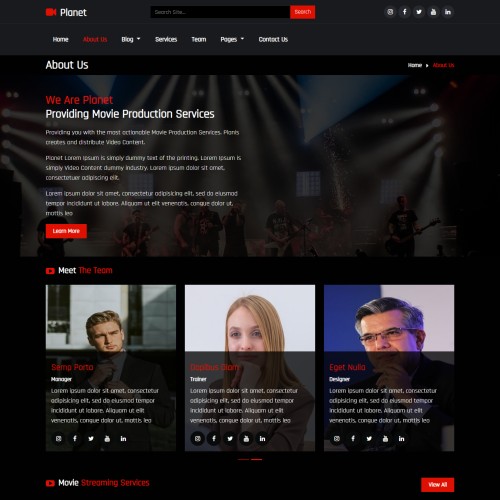 Planet
Search Site...
Search
Home
About Us
Blog
Services
Team
Pages
Contact Us
About Us
Home
About Us
We Are Planet
Providing Movie Production Services
Providing you with the most actionable Movie Production Services. Plants
creates and distribute Video Content.
Planet Lorem Ipsum is simply dummy text of the printing. Lorem Ipsum is
simply Video Content dummy industry. Lorem ipsum dolor sit amet,
consectetuer adipiscing elit.
Lorem ipsum dolor sit amet, consectetur adipiscing elit, sed do eiusmod
tempor incididunt ut labore. Aliquam ut venenatis, congue dolor ut,
mattis leo
Learn More
Meet The Team
Semp Porta
Manager
Lorem ipsum dolor sit amet, consectetur
adipiscing elit, sed do eiusmod tempor
incididunt ut labore. Aliquam ut
venenatis, congue dolor ut, mattis leo
Dapibus Diam
Trainer
Lorem ipsum dolor sit amet, consectetur
adipiscing elit, sed do eiusmod tempor
incididunt ut labore. Aliquam ut
venenatis, congue dolor ut, mattis leo
Eget Nulla
Designer
Lorem ipsum dolor sit amet, consectetur
adipiscing elit, sed do eiusmod tempor
incididunt ut labore. Aliquam ut
venenatis, congue dolor ut, mattis leo
Movie Streaming Services
View All